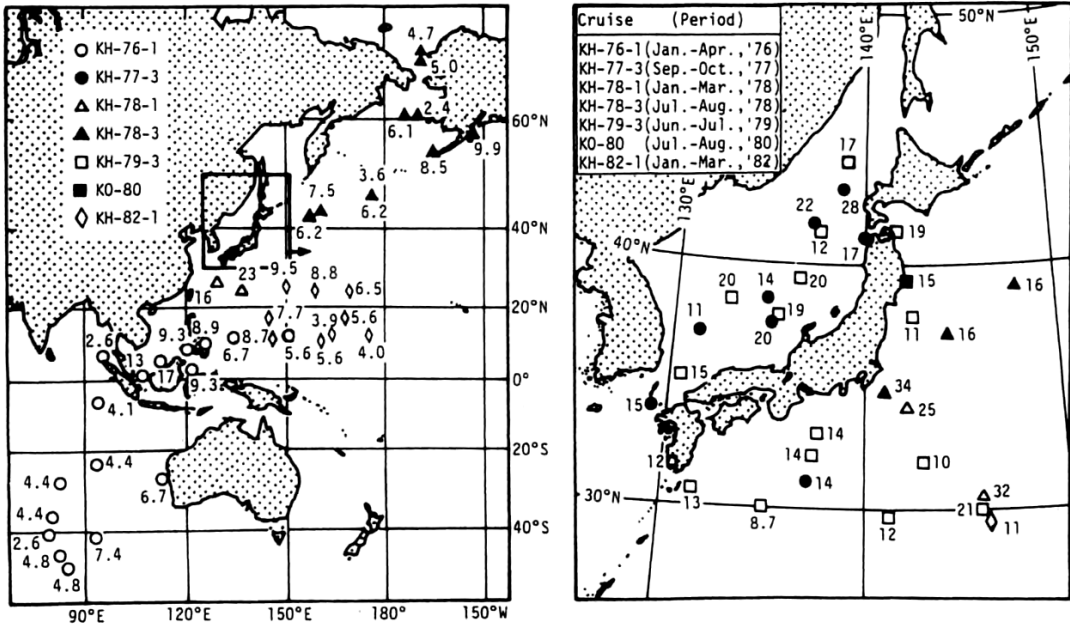 KH-76-1
KH-77-3
KH-78-1
KH-78-3
KH-79-3
KO-80
KH-82-1
4.7
5.0
2.4
6.1
60°N
9.9
8.5
3.6
7.5
6.2
6.2
40°N
23
9.5
8.8
6.5
16
20°N
7.7
3.9
5.6
8.9
9.3
2.6
8.7
6.7
5.6
5.6
4.0
13
17
9.3
0°
4.1
20°S
4.4
4.4
6.7
4.4
40°S
2.6
7.4
4.8
4.8
90°E
120°E
150°E
180°
150°W
Cruise (Period)
KH-76-1(Jan.-Apr.,'76)
KH-77-3(Sep.-Oct.,'77)
KH-78-1(Jan.-Mar.,'78)
KH-78-3(Jul.-Aug.,'78)
KH-79-3(Jun.-Jul.,'79)
KO-80 (Jul.-Aug.,'80)
KH-82-1(Jan.-Mar.,'82)
140°E
50°N
150°E
17
130°E
28
22
12
17
19
40°N
20
14
20
15
16
11
19
20
11
16
15
34
15
25
14
12
14
10
14
32
30°N
13
8.7
12
21
11